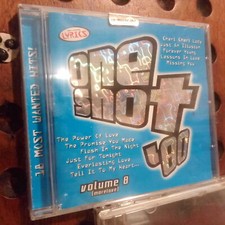 LYRICS
Just An Illusion
Forever Young
Lessons In Love
Missing You
one
shot
'80
18 MOST WANTED HITS!
The Power Of Love
The Promise You Made
Flash In The Night
Just For Tonight
Everlasting Love
Tell It To My Heart...
volume 8